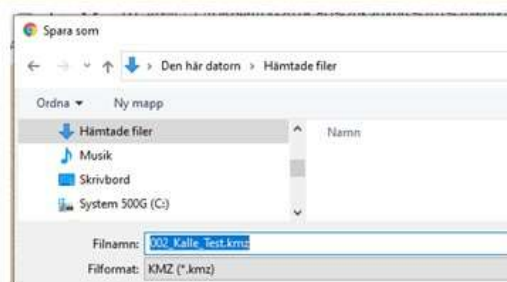 Spara som
Den här datorn > Hämtade filer
Ordna Ny mapp
Hämtade filer
Namn
Musik
Skrivbord
System 500G (C:)
Filnamn: 002_Kalle_Test.kmz
Filformat: KMZ (*.kmz)